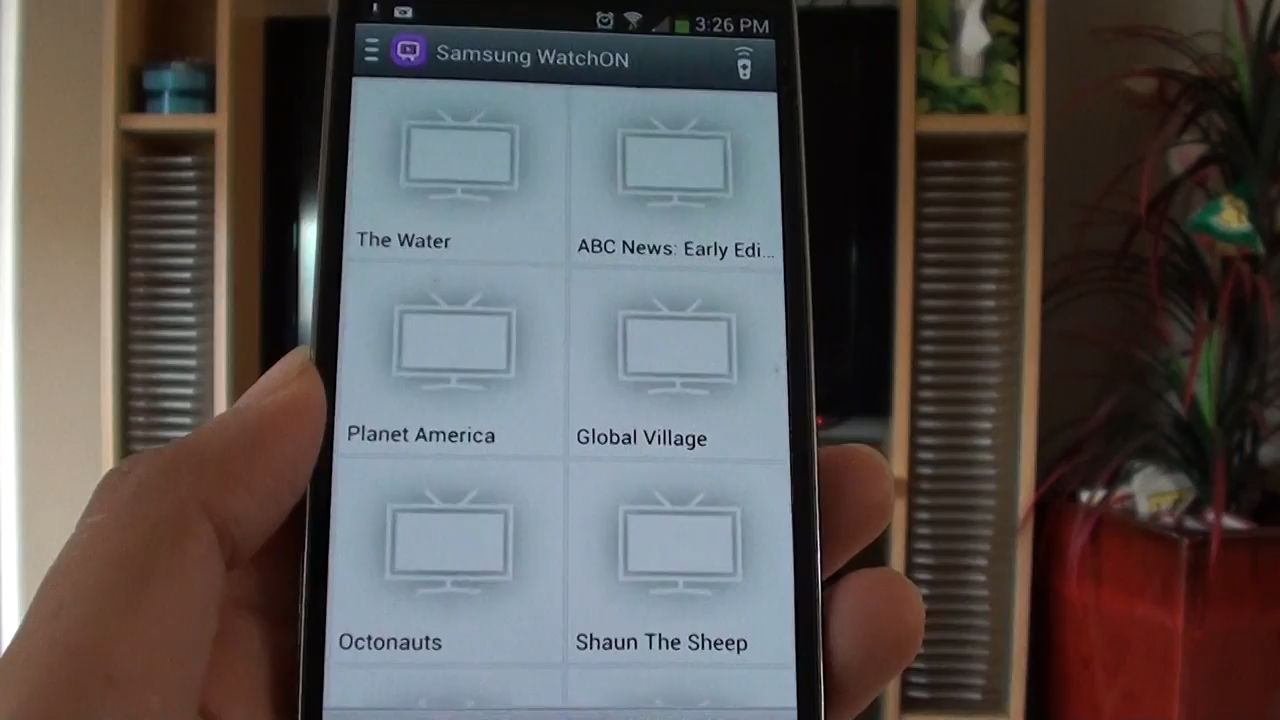 3:26 PM
Samsung WatchON
The Water
ABC News: Early Edi...
Planet America
Global Village
Octonauts
Shaun The Sheep